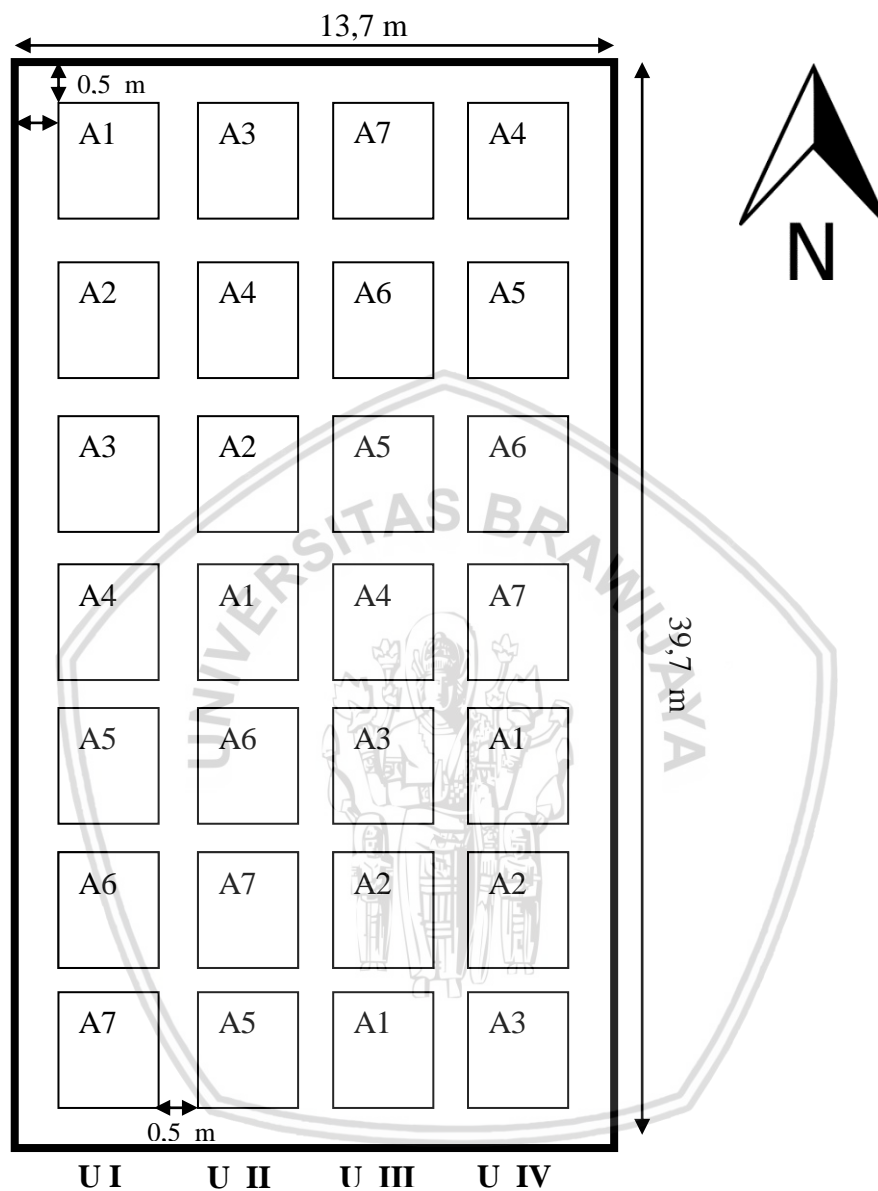 13,7 m
0,5 m
A1 A3 A7 A4
N
A2 A4 A6 A5
A3 A2 A5 A6
UNIVERSITAS BRAWIJAYA
A4 A1 A4 A7
39,7 m
A5 A6 A3 A1
A6 A7 A2 A2
A7 A5 A1 A3
0,5 m
U I U II U III U IV